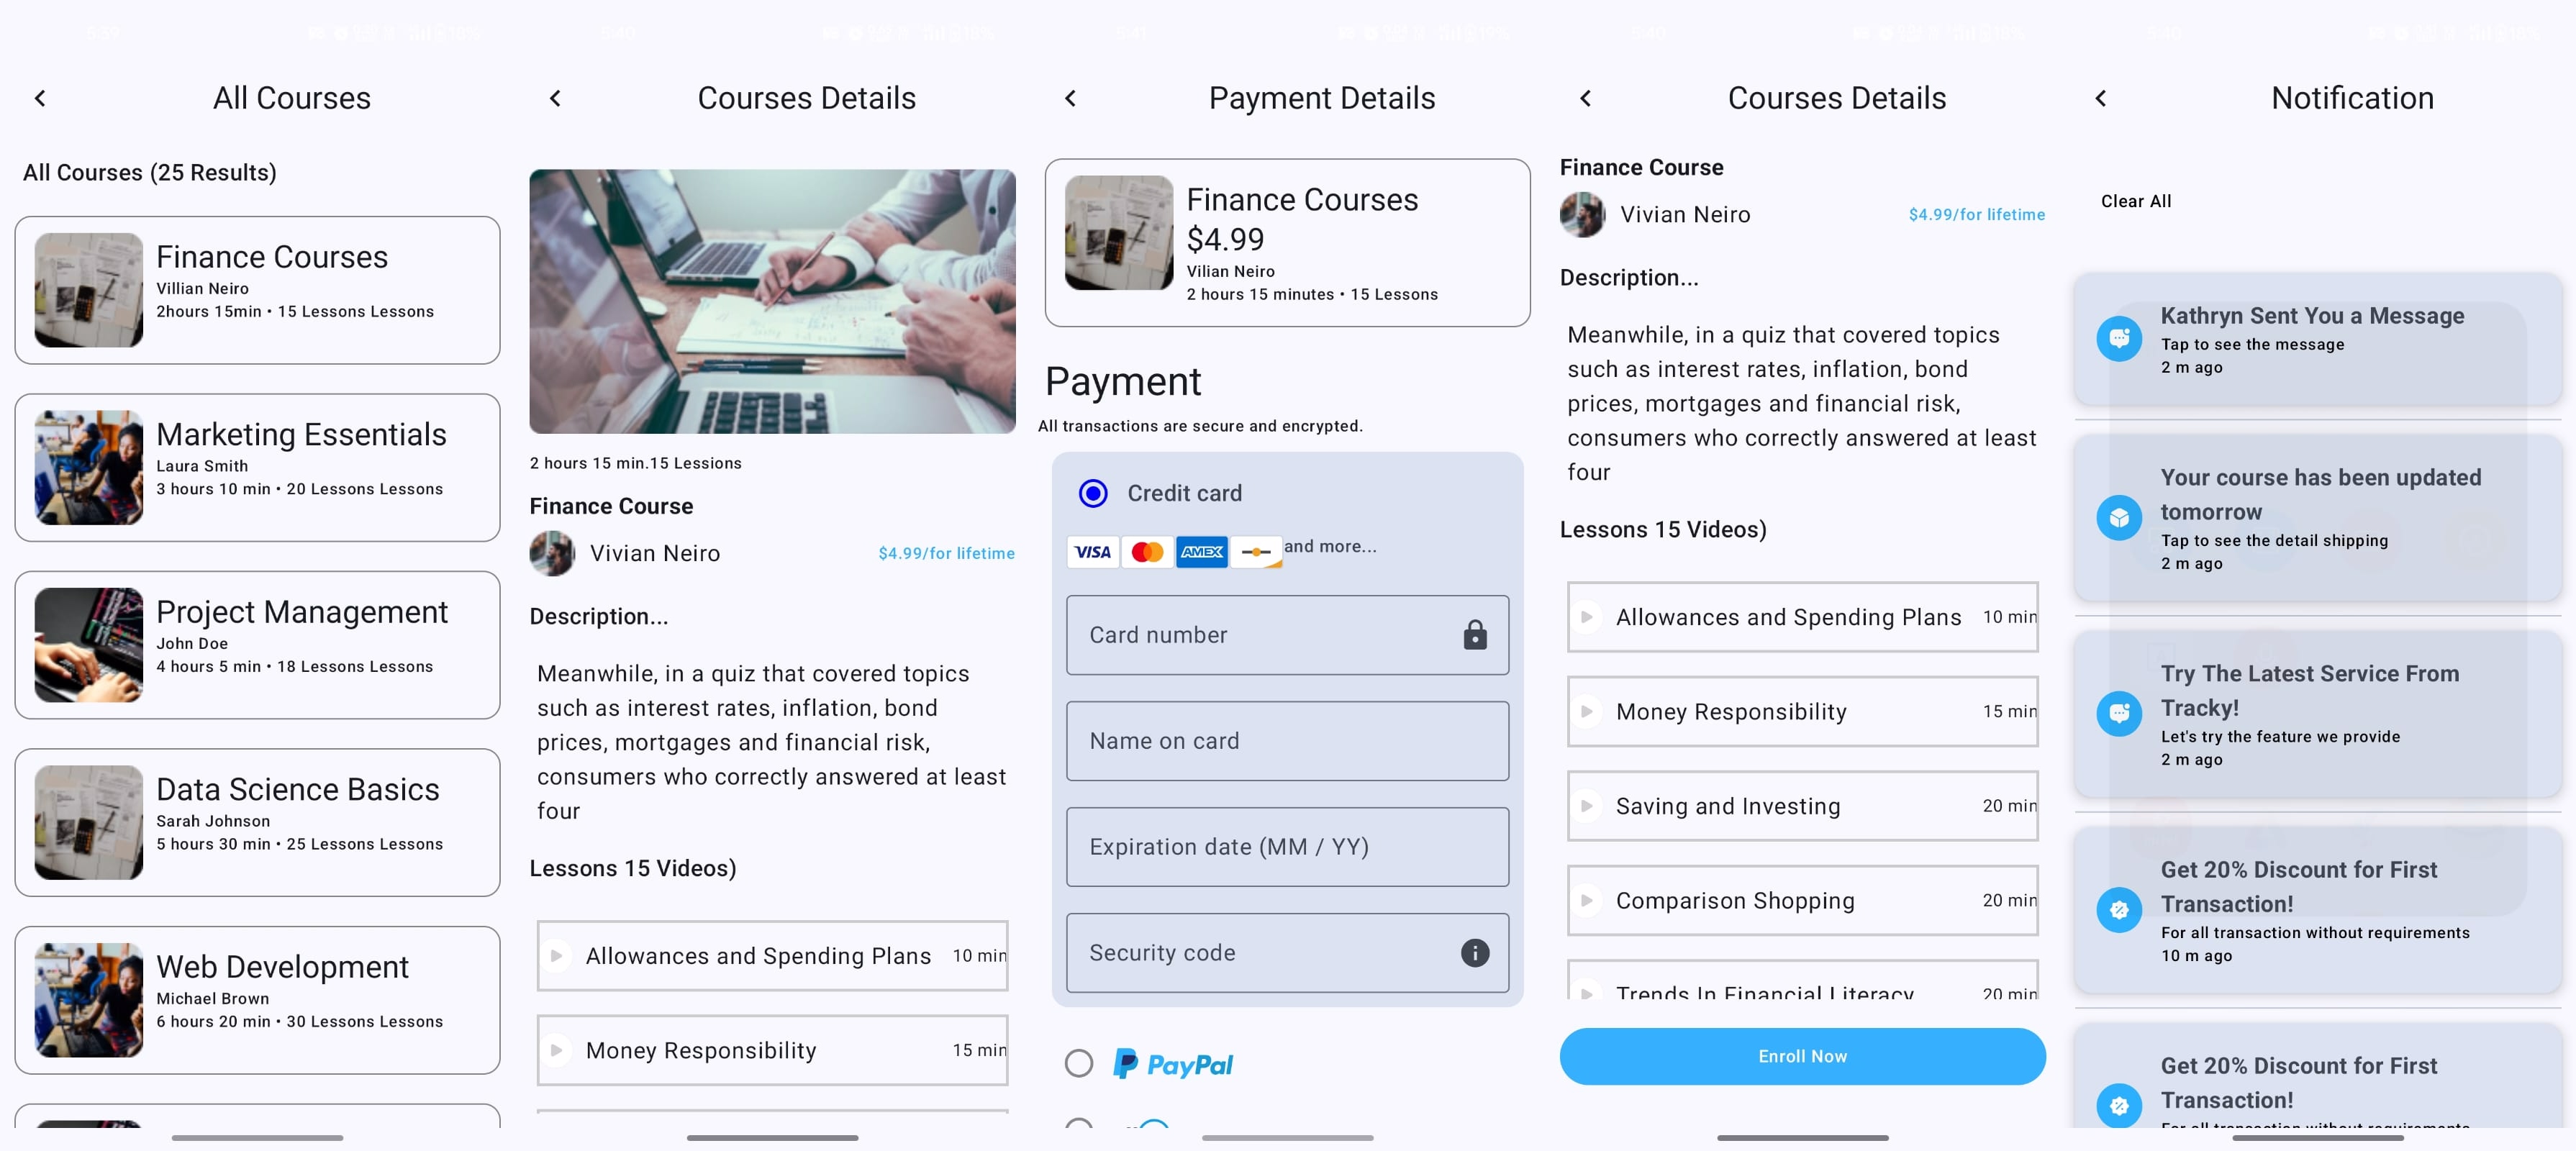 All Courses
All Courses (25 Results)
Finance Courses
Villian Neiro
2hours 15min • 15 Lessons Lessons
Marketing Essentials
Laura Smith
3 hours 10 min • 20 Lessons Lessons
Project Management
John Doe
4 hours 5 min • 18 Lessons Lessons
Data Science Basics
Sarah Johnson
5 hours 30 min • 25 Lessons Lessons
Web Development
Michael Brown
6 hours 20 min • 30 Lessons Lessons
Courses Details
2 hours 15 min.15 Lessions
Finance Course
Vivian Neiro
$4.99/for lifetime
Description...
Meanwhile, in a quiz that covered topics
such as interest rates, inflation, bond
prices, mortgages and financial risk,
consumers who correctly answered at least
four
Lessons 15 Videos)
Allowances and Spending Plans 10 min
Money Responsibility 15 min
Payment Details
Finance Courses
$4.99
Vilian Neiro
2 hours 15 minutes • 15 Lessons
Payment
All transactions are secure and encrypted.
Credit card
VISA AMEX and more...
Card number
Name on card
Expiration date (MM / YY)
Security code
PayPal
Courses Details
Finance Course
Vivian Neiro
$4.99/for lifetime
Description...
Meanwhile, in a quiz that covered topics
such as interest rates, inflation, bond
prices, mortgages and financial risk,
consumers who correctly answered at least
four
Lessons 15 Videos)
Allowances and Spending Plans 10 min
Money Responsibility 15 min
Saving and Investing 20 min
Comparison Shopping 20 min
Trends In Financial Literacy 20 min
Enroll Now
Notification
Clear All
Kathryn Sent You a Message
Tap to see the message
2 m ago
Your course has been updated
tomorrow
Tap to see the detail shipping
2 m ago
Try The Latest Service From
Tracky!
Let's try the feature we provide
2 m ago
Get 20% Discount for First
Transaction!
For all transaction without requirements
10 m ago
Get 20% Discount for First
Transaction!
For all transaction without requirements